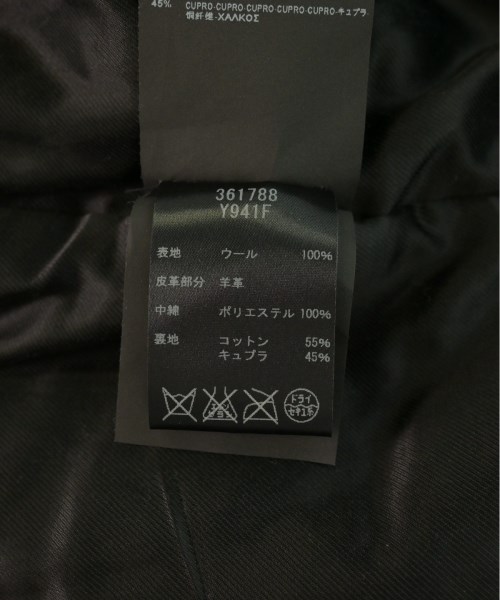 45% CUPRO-CUPRO-CUPRO-CUPRO-CUPRO-キュプラ
铜纤维-ΧΑΛΚΟΣ
361788
Y941F
表地 ウール 100%
皮革部分 羊革
中綿 ポリエステル 100%
裏地 コットン 55%
キュプラ 45%
ドライ
セキユ系